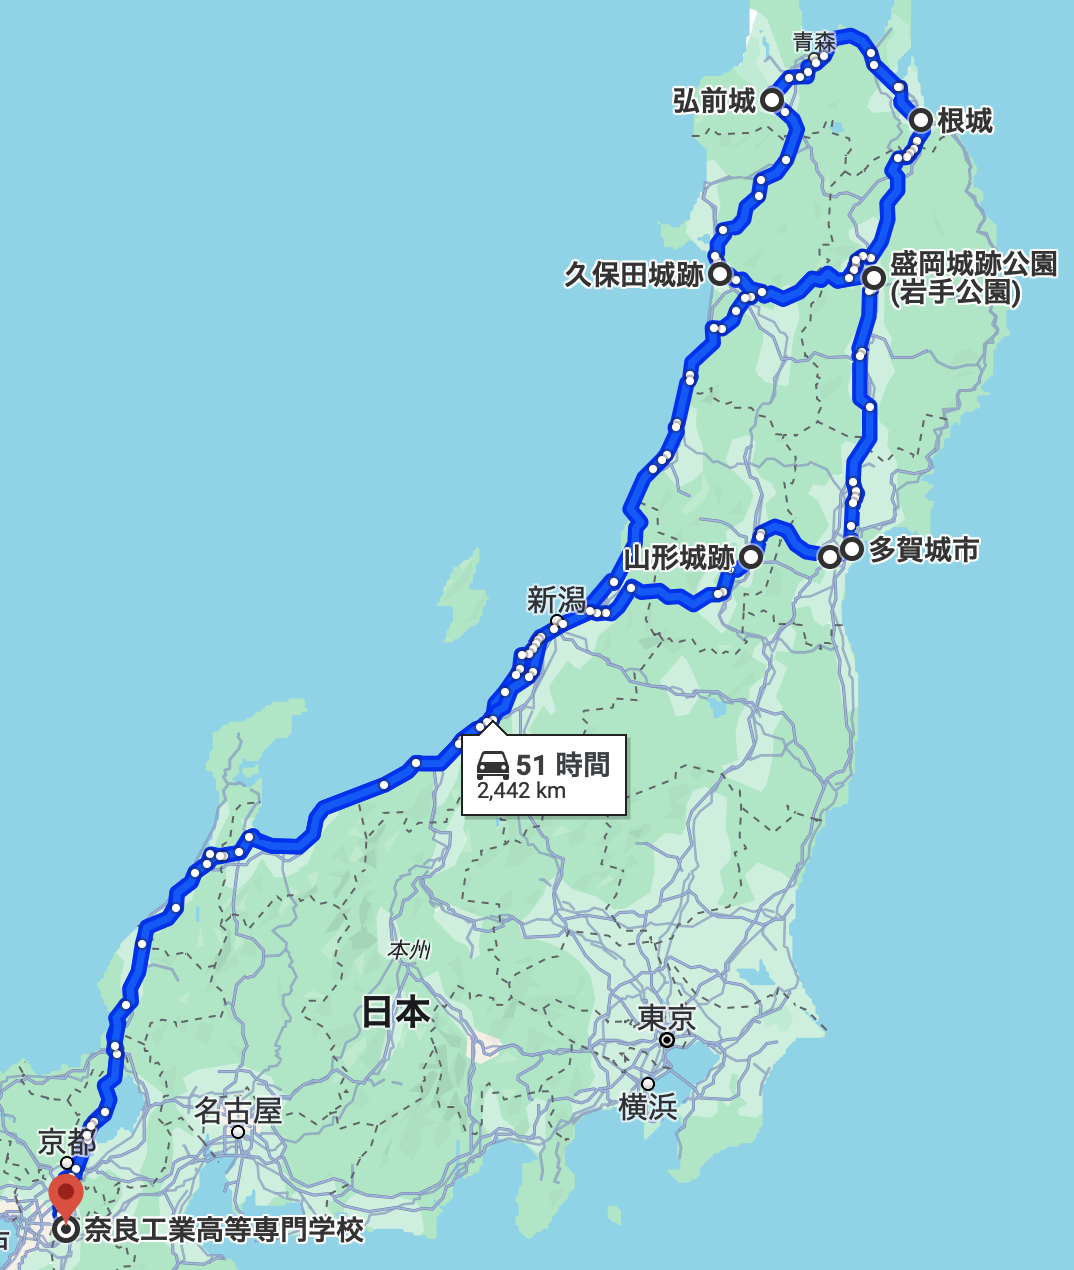 青森
弘前城
根城
久保田城跡
盛岡城跡公園
(岩手公園)
山形城跡
多賀城市
新潟
51 時間
2,442 km
本州
日本
東京
横浜
名古屋
京都
奈良工業高等専門学校